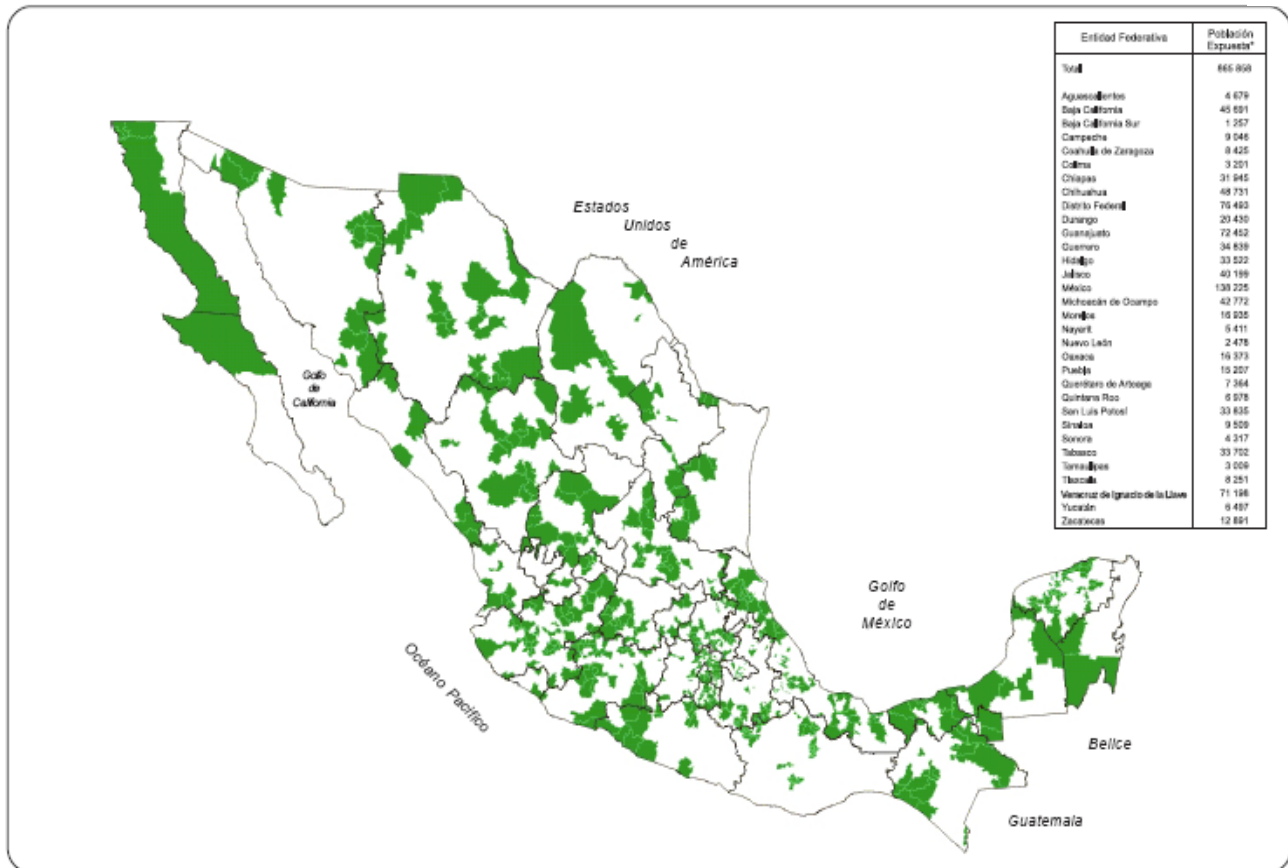 Entidad Federativa
Población
Expuesta*
Total 865 858
Aguascalientes 4 679
Baja California 45 891
Baja California Sur 1 257
Campeche 9 046
Coahuila de Zaragoza 8 425
Colima 3 201
Chiapas 31 945
Chihuahua 48 731
Distrito Federal 76 493
Durango 20 430
Guanajuato 72 452
Guerrero 34 839
Hidalgo 33 522
Jalisco 40 199
México 138 225
Michoacán de Ocampo 42 772
Morelos 16 935
Nayarit 5 411
Nuevo León 2 478
Oaxaca 16 373
Puebla 15 207
Querétaro de Arteaga 7 364
Quintana Roo 6 978
San Luis Potosí 33 835
Sinaloa 9 509
Sonora 4 317
Tabasco 33 702
Tamaulipas 3 009
Tlaxcala 8 251
Veracruz de Ignacio de la Llave 71 198
Yucatán 6 497
Zacatecas 12 891
Estados
Unidos
de
América
Golfo
de
California
Golfo
de
México
Océano Pacífico
Belice
Guatemala